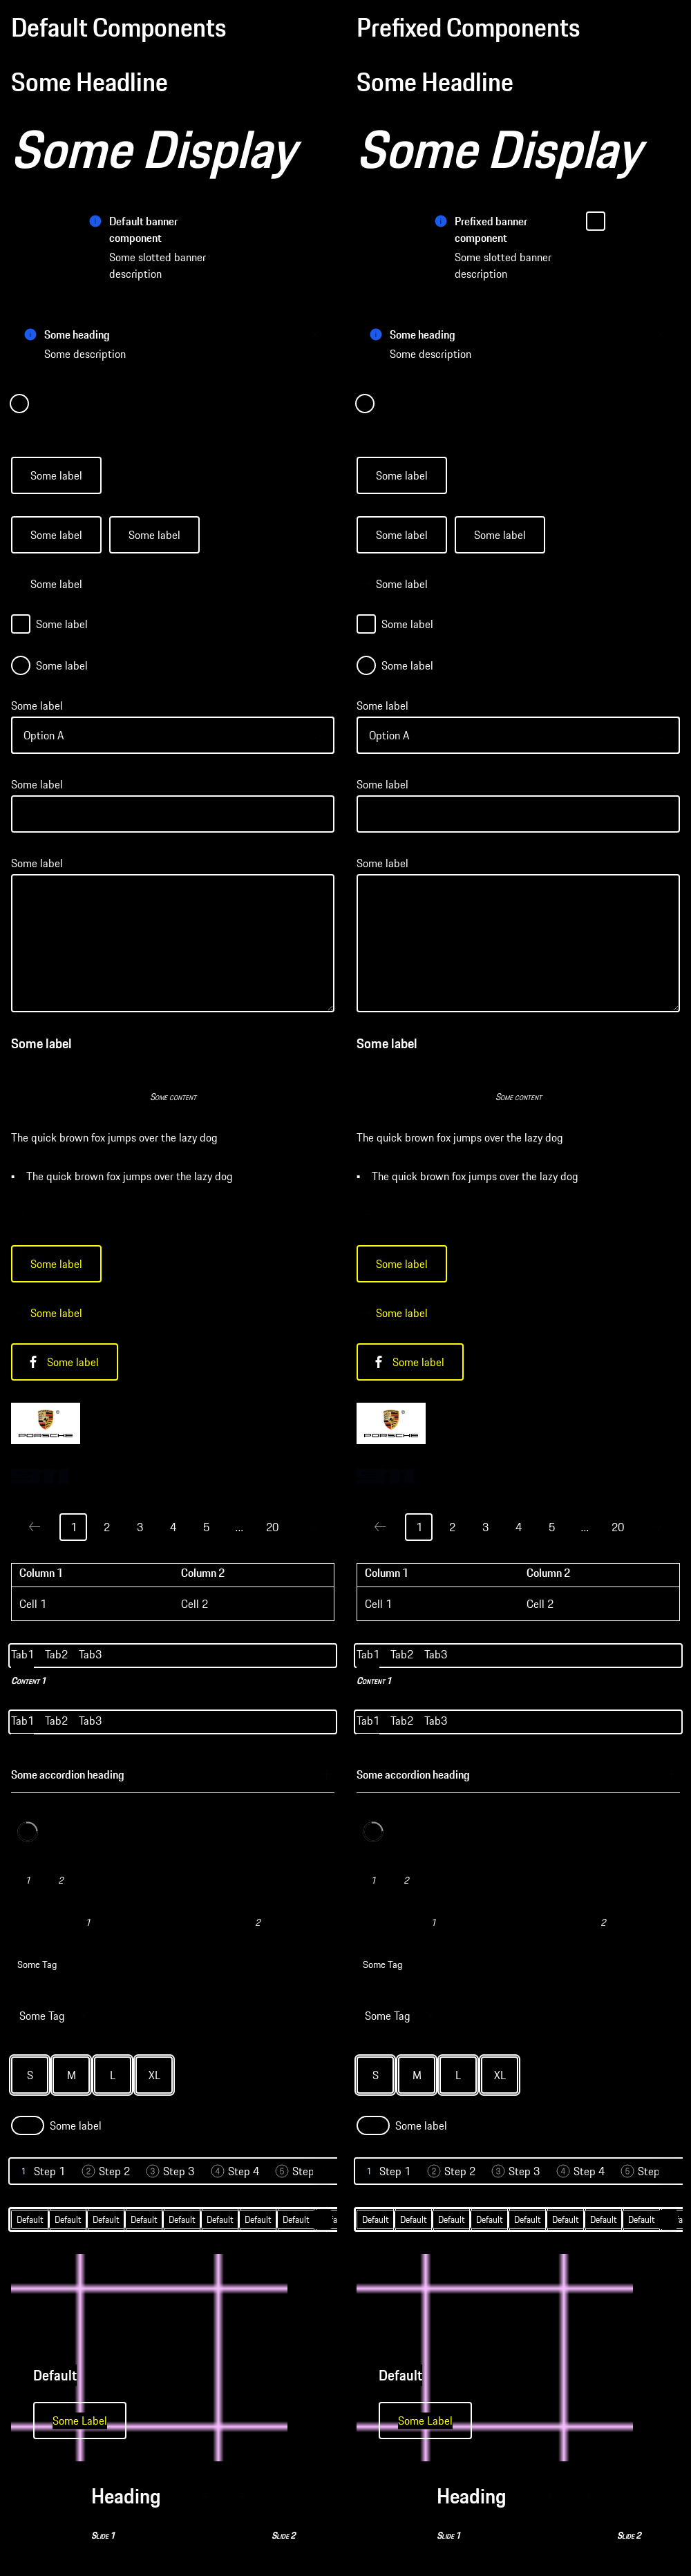 Default Components Prefixed Components
Some Headline Some Headline
Some Display Some Display
Default banner Prefixed banner
component component
Some slotted banner Some slotted banner
description description
Some heading Some heading
Some description Some description
Some label Some label
Some label Some label Some label Some label
Some label Some label
Some label Some label
Some label Some label
Some label Some label
Option A Option A
Some label Some label
Some label Some label
Some label Some label
Some content Some content
The quick brown fox jumps over the lazy dog The quick brown fox jumps over the lazy dog
• The quick brown fox jumps over the lazy dog • The quick brown fox jumps over the lazy dog
Some label Some label
Some label Some label
Some label Some label
PORSCHE PORSCHE
1 2 3 4 5 ... 20 1 2 3 4 5 ... 20
Column 1 Column 2 Column 1 Column 2
Cell 1 Cell 2 Cell 1 Cell 2
Tab1 Tab2 Tab3 Tab1 Tab2 Tab3
Content 1 Content 1
Tab1 Tab2 Tab3 Tab1 Tab2 Tab3
Some accordion heading Some accordion heading
1 2 1 2
1 2 1 2
Some Tag Some Tag
Some Tag Some Tag
S M L XL S M L XL
Some label Some label
1 Step 1 2 Step 2 3 Step 3 4 Step 4 5 Step 1 Step 1 2 Step 2 3 Step 3 4 Step 4 5 Step
Default Default Default Default Default Default Default Default Default Default Default Default Default Default Default Default
Default Default
Some Label Some Label
Heading Heading
Slide 1 Slide 2 Slide 1 Slide 2